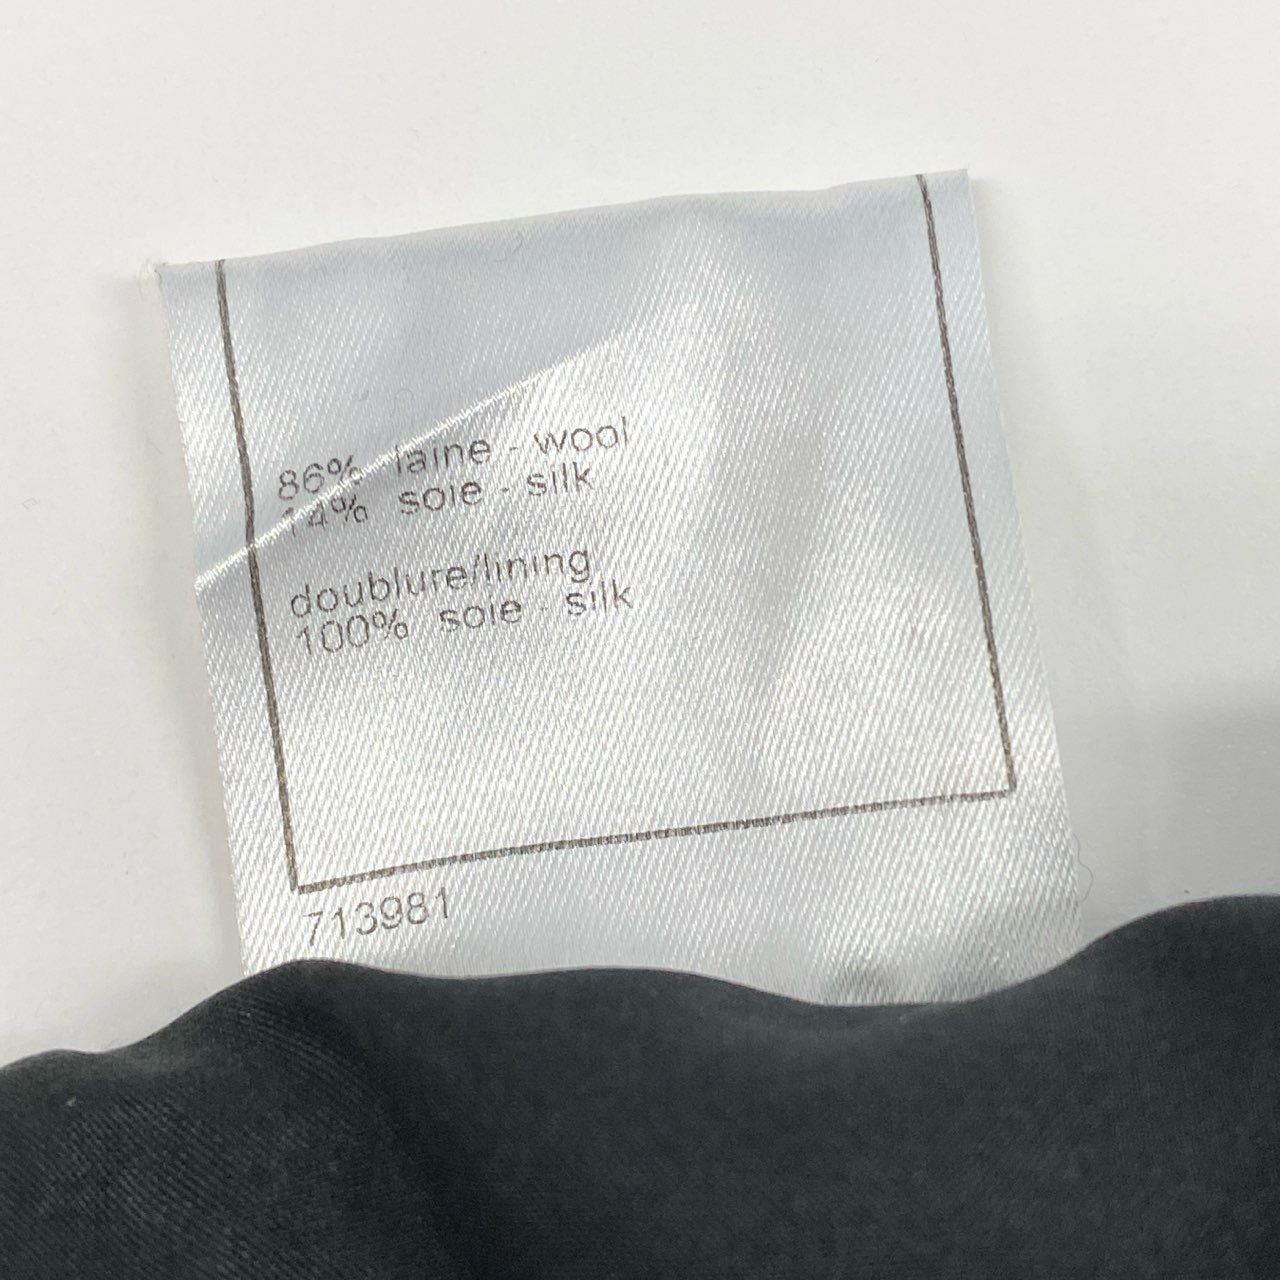 86% laine - wool
14% soie - silk
doublure/lining
100% soie - silk
713981